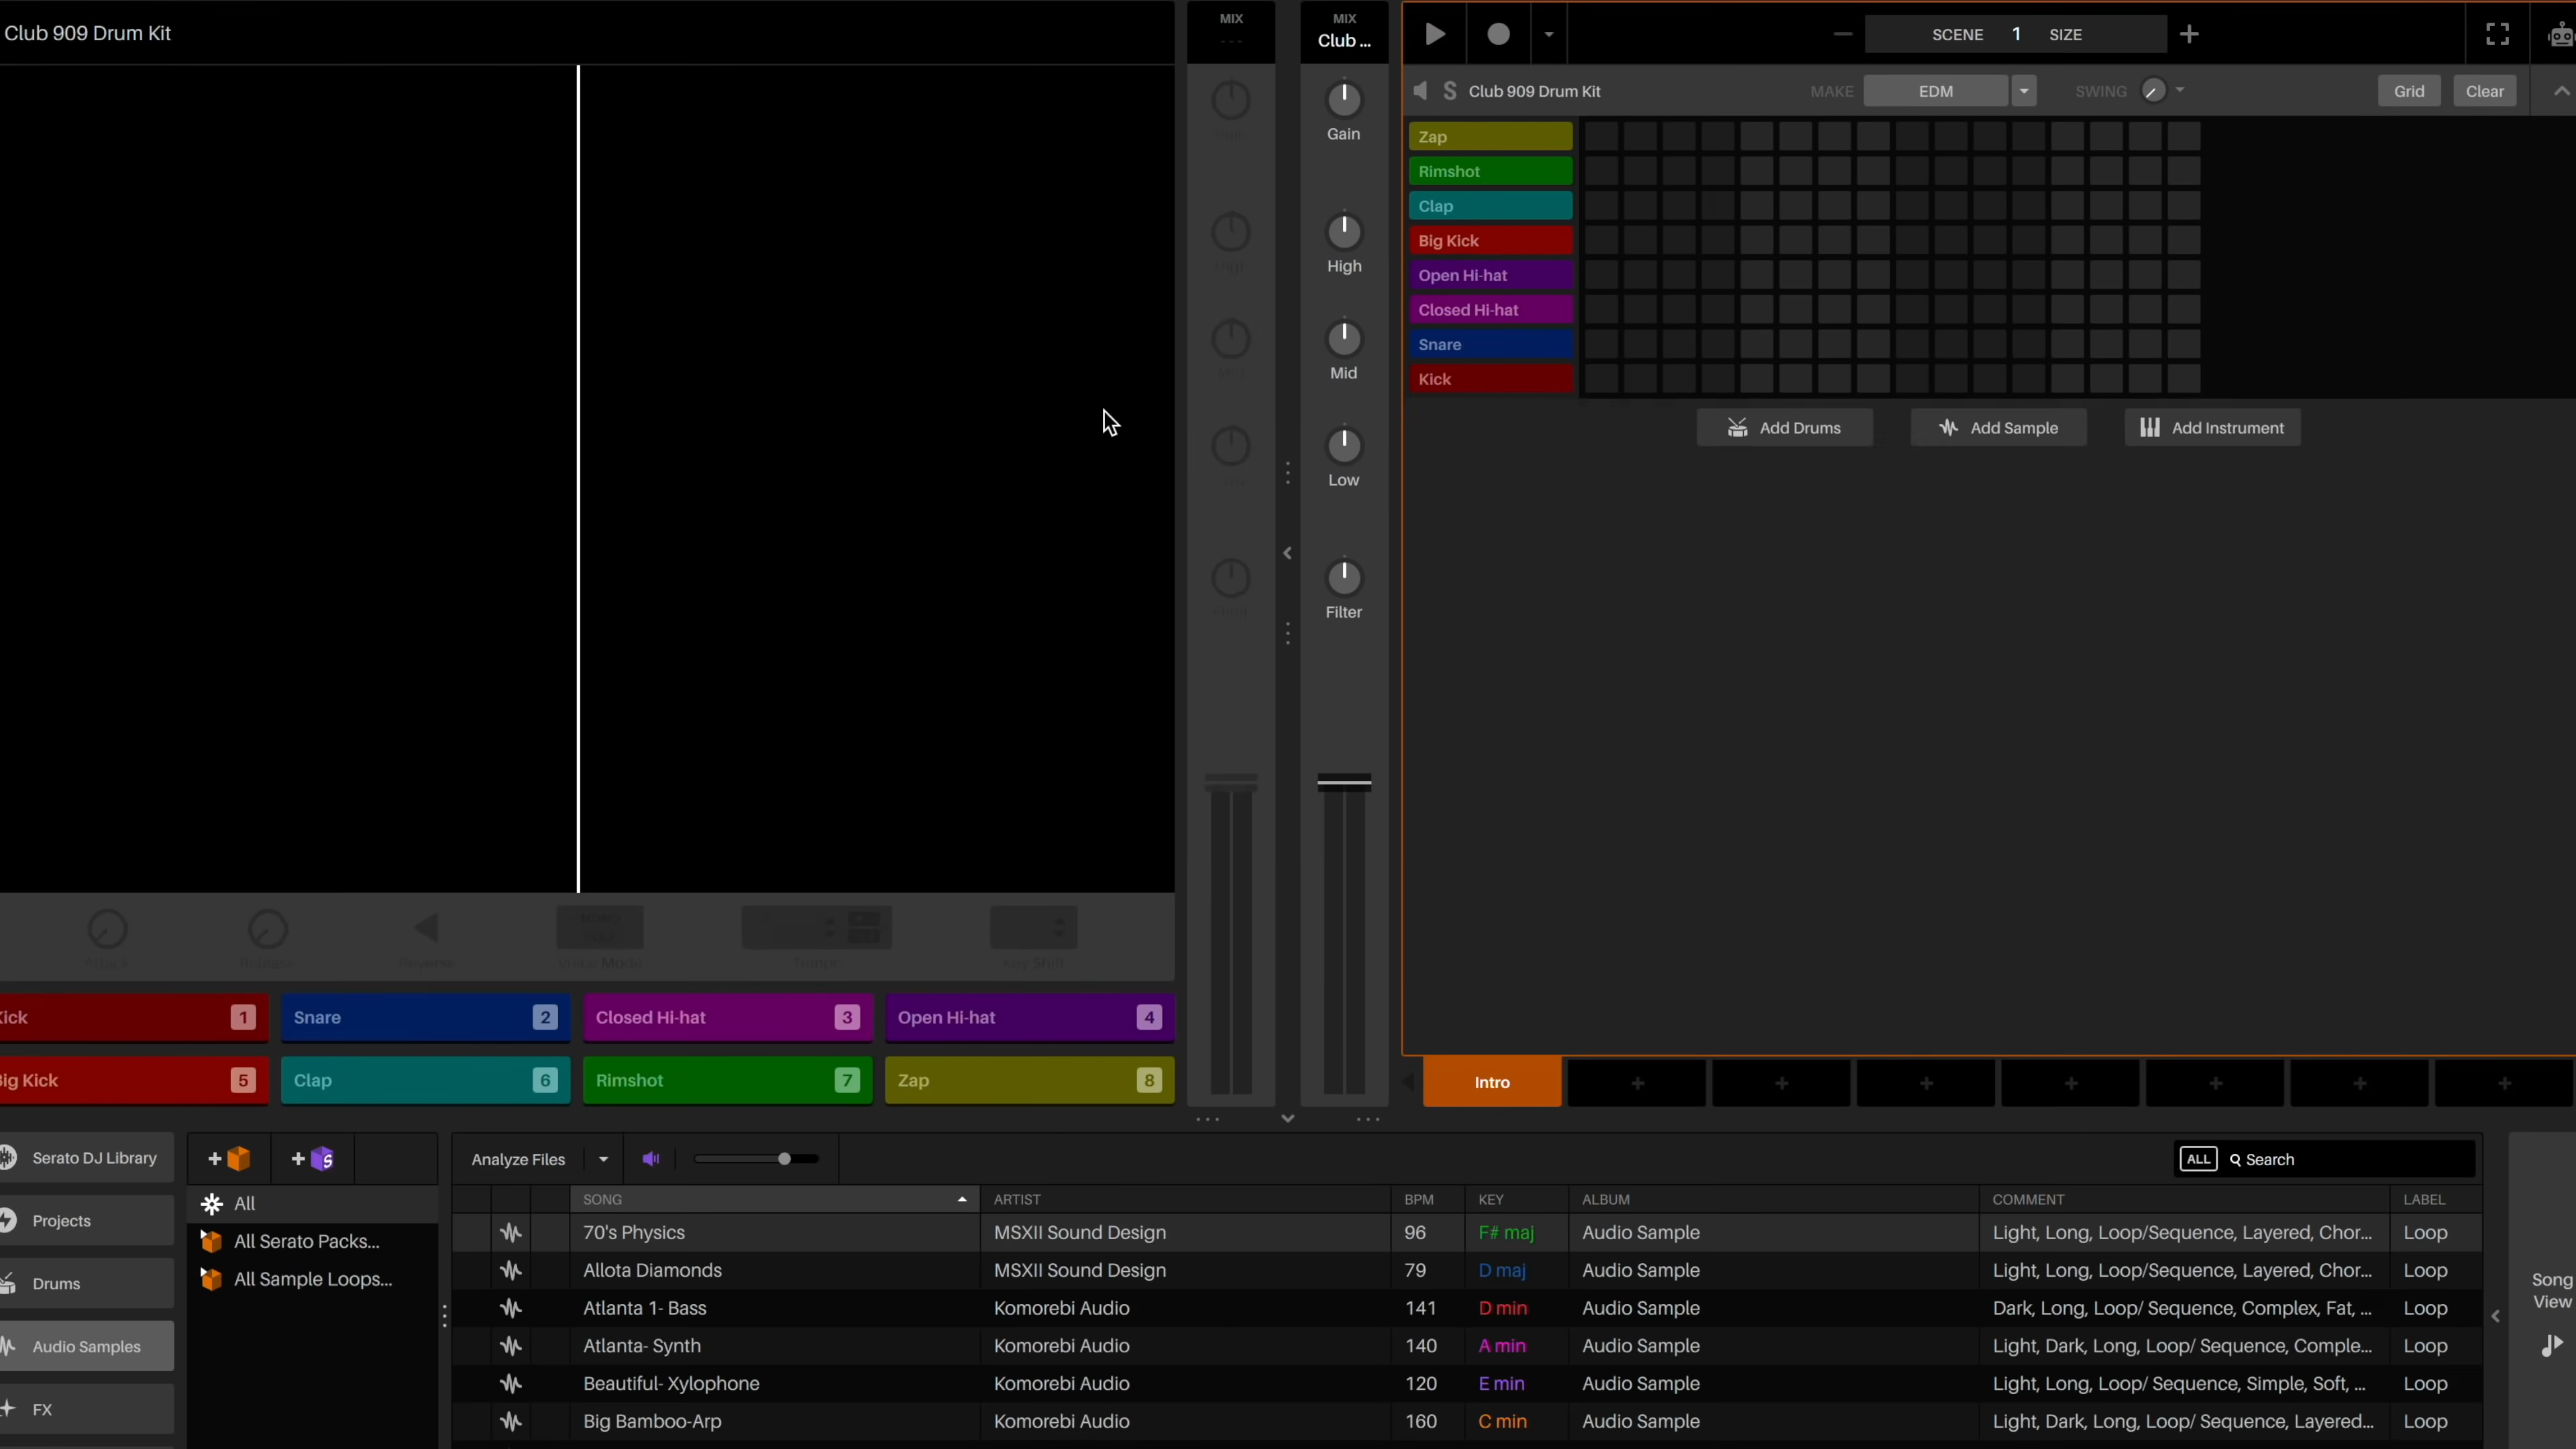 Club 909 Drum Kit
MIX
---
MIX
Club ...
SCENE 1 SIZE
S Club 909 Drum Kit
MAKE EDM
SWING
Grid
Clear
Gain
High
Mid
Low
Filter
Zap
Rimshot
Clap
Big Kick
Open Hi-hat
Closed Hi-hat
Snare
Kick
Add Drums
Add Sample
Add Instrument
Attack
Release
Reverse
Tempo
Key Shift
ick 1
Snare 2
Closed Hi-hat 3
Open Hi-hat 4
ig Kick 5
Clap 6
Rimshot 7
Zap 8
Intro
Serato DJ Library
Projects
Drums
Audio Samples
FX
All
All Serato Packs...
All Sample Loops...
Analyze Files
ALL Search
SONG ARTIST BPM KEY ALBUM COMMENT LABEL
70's Physics MSXII Sound Design 96 F# maj Audio Sample Light, Long, Loop/Sequence, Layered, Chor... Loop
Allota Diamonds MSXII Sound Design 79 D maj Audio Sample Light, Long, Loop/Sequence, Layered, Chor... Loop
Atlanta 1- Bass Komorebi Audio 141 D min Audio Sample Dark, Long, Loop/ Sequence, Complex, Fat, ... Loop
Atlanta- Synth Komorebi Audio 140 A min Audio Sample Light, Dark, Long, Loop/ Sequence, Comple... Loop
Beautiful- Xylophone Komorebi Audio 120 E min Audio Sample Light, Long, Loop/ Sequence, Simple, Soft, ... Loop
Big Bamboo-Arp Komorebi Audio 160 C min Audio Sample Light, Dark, Long, Loop/ Sequence, Layered... Loop
Song
View